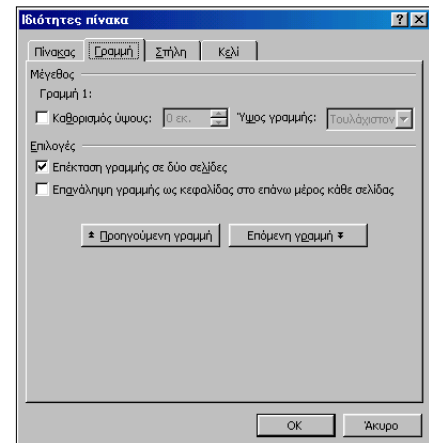 Ιδιότητες πίνακα
Πίνακας Γραμμή Στήλη Κελί
Μέγεθος
Γραμμή 1:
Καθορισμός ύψους: 0 εκ. Ύψος γραμμής: Τουλάχιστον
Επιλογές
Επέκταση γραμμής σε δύο σελίδες
Επανάληψη γραμμής ως κεφαλίδας στο επάνω μέρος κάθε σελίδας
Προηγούμενη γραμμή Επόμενη γραμμή
OK Άκυρο